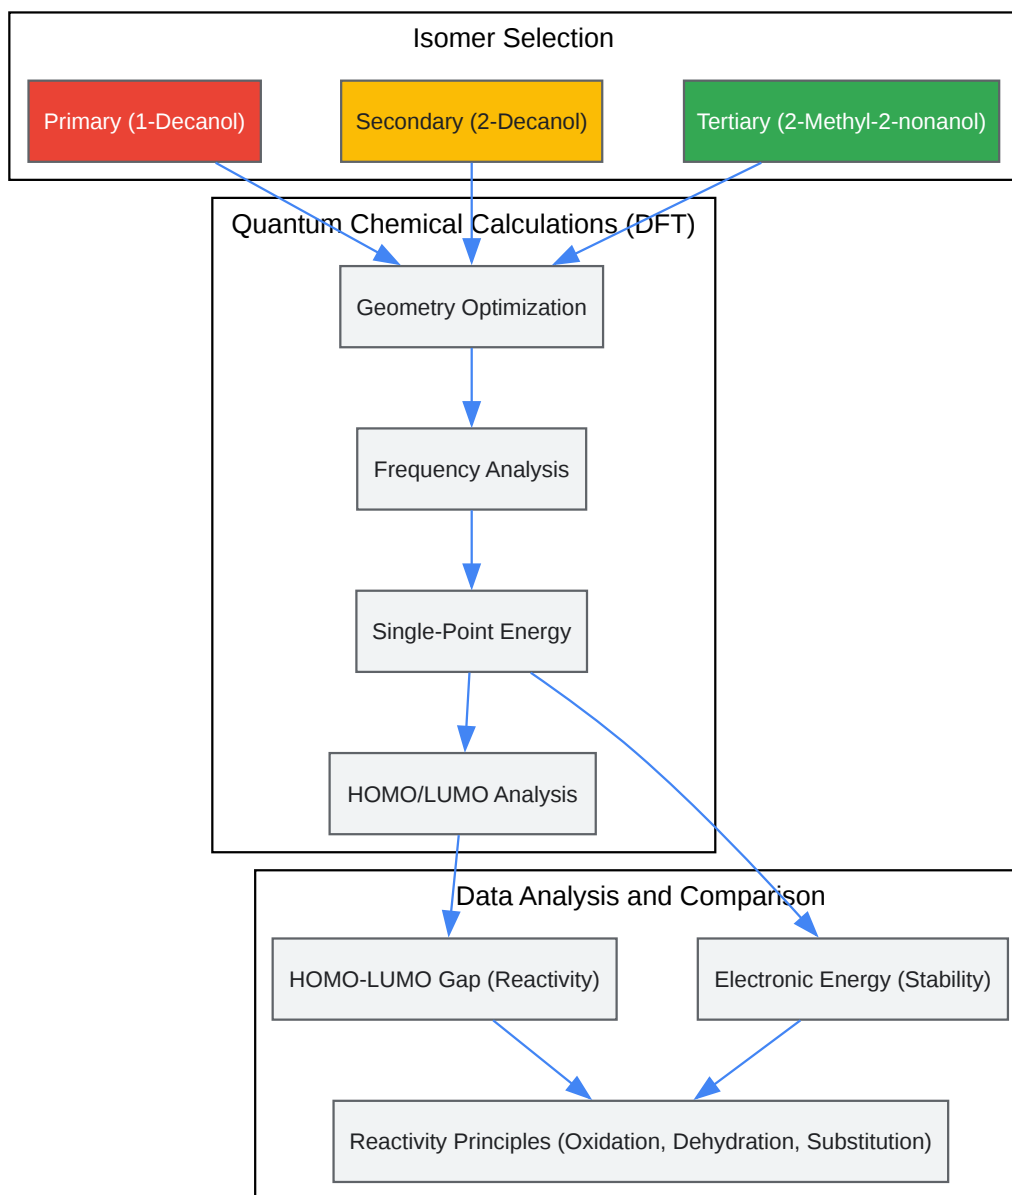 Isomer Selection
Primary (1-Decanol)
Secondary (2-Decanol)
Tertiary (2-Methyl-2-nonanol)
Quantum Chemical Calculations (DFT)
Geometry Optimization
Frequency Analysis
Single-Point Energy
HOMO/LUMO Analysis
Data Analysis and Comparison
HOMO-LUMO Gap (Reactivity)
Electronic Energy (Stability)
Reactivity Principles (Oxidation, Dehydration, Substitution)